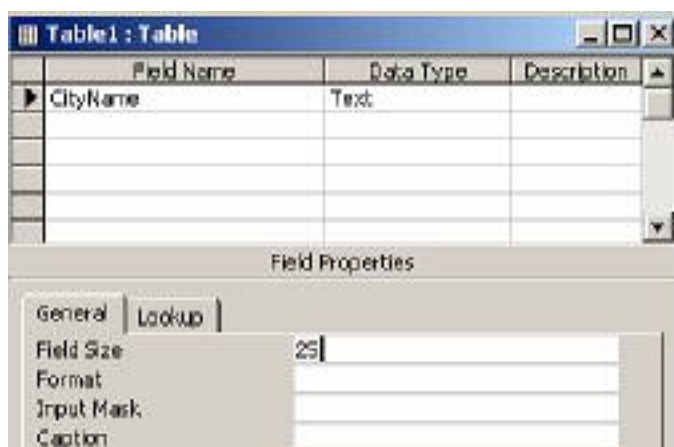 Table1 : Table
Field Name Data Type Description
CityName Text
Field Properties
General Lookup
Field Size 25
Format
Input Mask
Caption